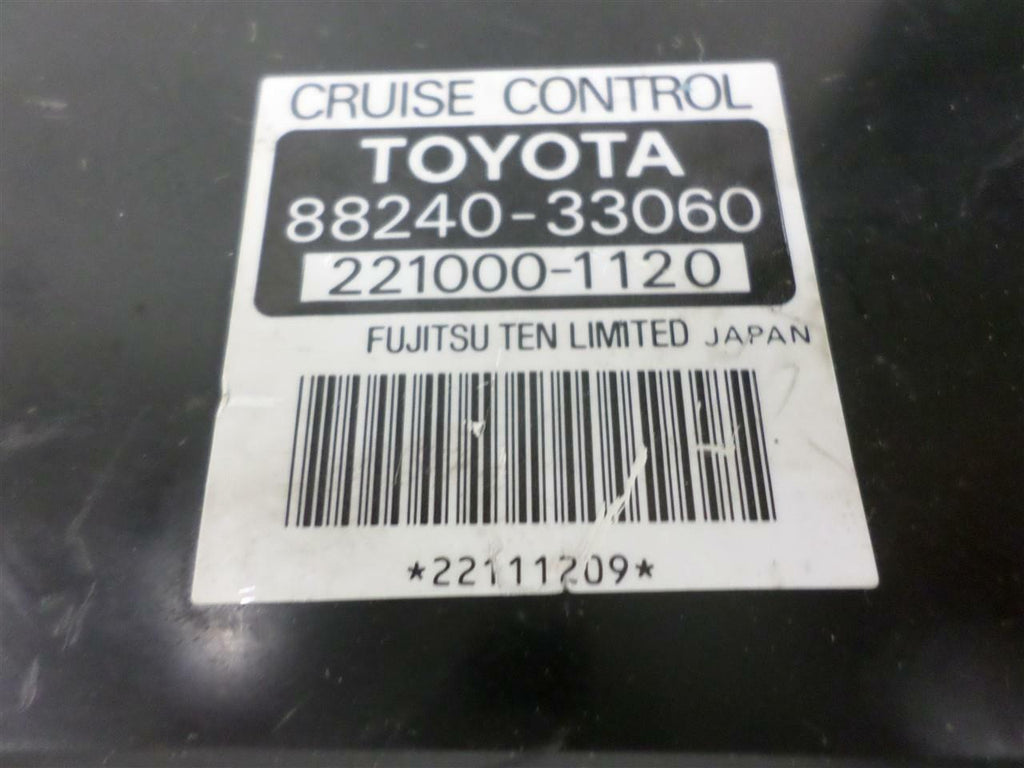 CRUISE CONTROL
TOYOTA
88240-33060
221000-1120
FUJITSU TEN LIMITED JAPAN
*22111209*